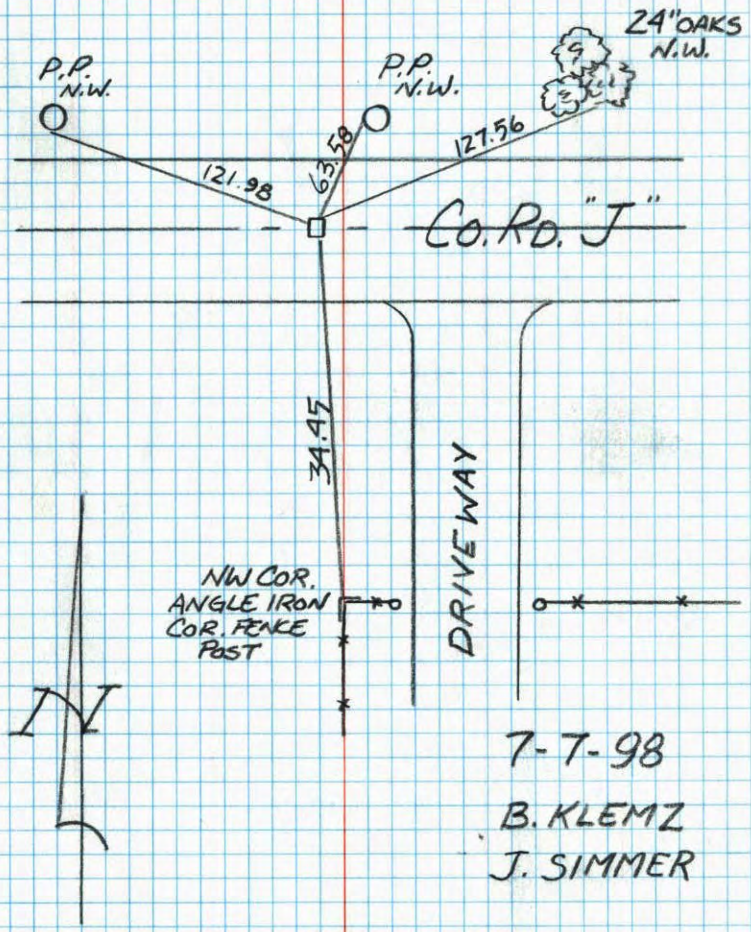 24" OAKS
N.W.
P.P.
N.W.
P.P.
N.W.
121.98
63.58
127.56
CO. RD. "J"
34.45
DRIVEWAY
NW COR.
ANGLE IRON
COR. FENCE
POST
N
7-7-98
B. KLEMZ
J. SIMMER